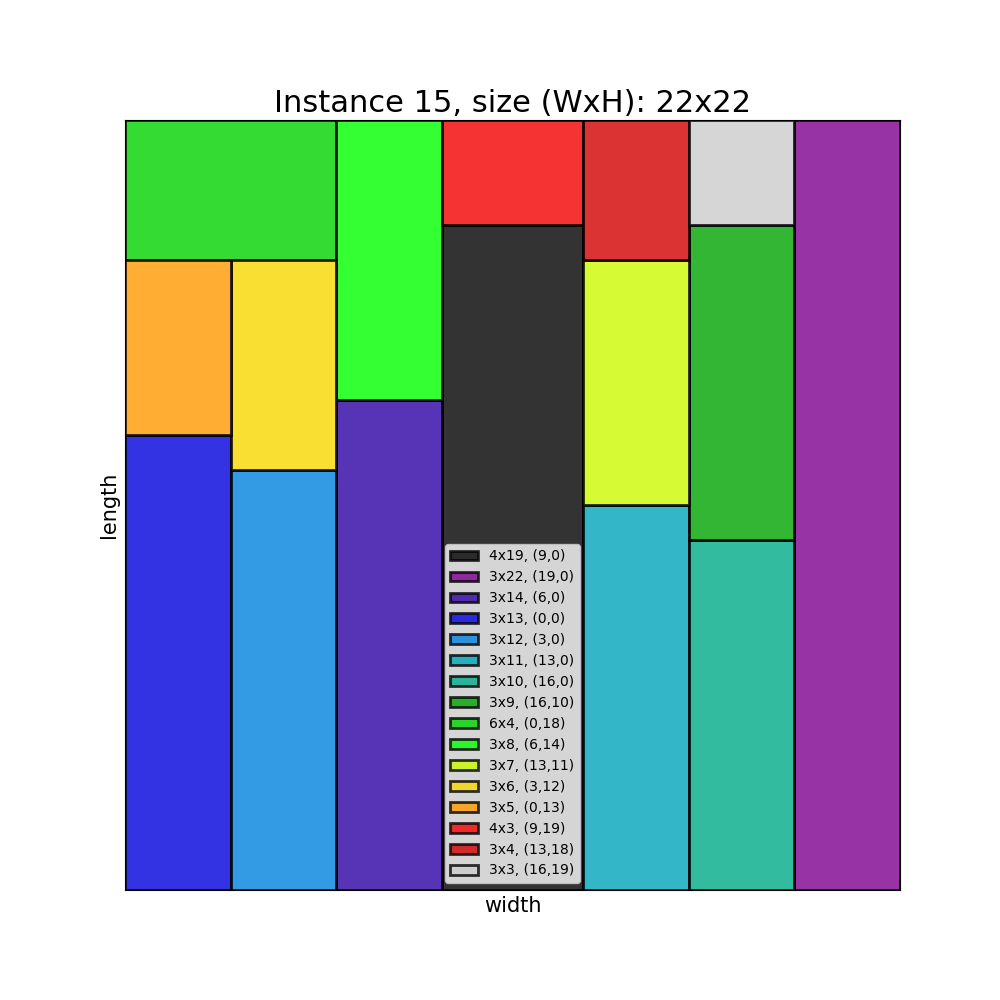 Instance 15, size (WxH): 22x22
length
4x19, (9,0)
3x22, (19,0)
3x14, (6,0)
3x13, (0,0)
3x12, (3,0)
3x11, (13,0)
3x10, (16,0)
3x9, (16,10)
6x4, (0,18)
3x8, (6,14)
3x7, (13,11)
3x6, (3,12)
3x5, (0,13)
4x3, (9,19)
3x4, (13,18)
3x3, (16,19)
width